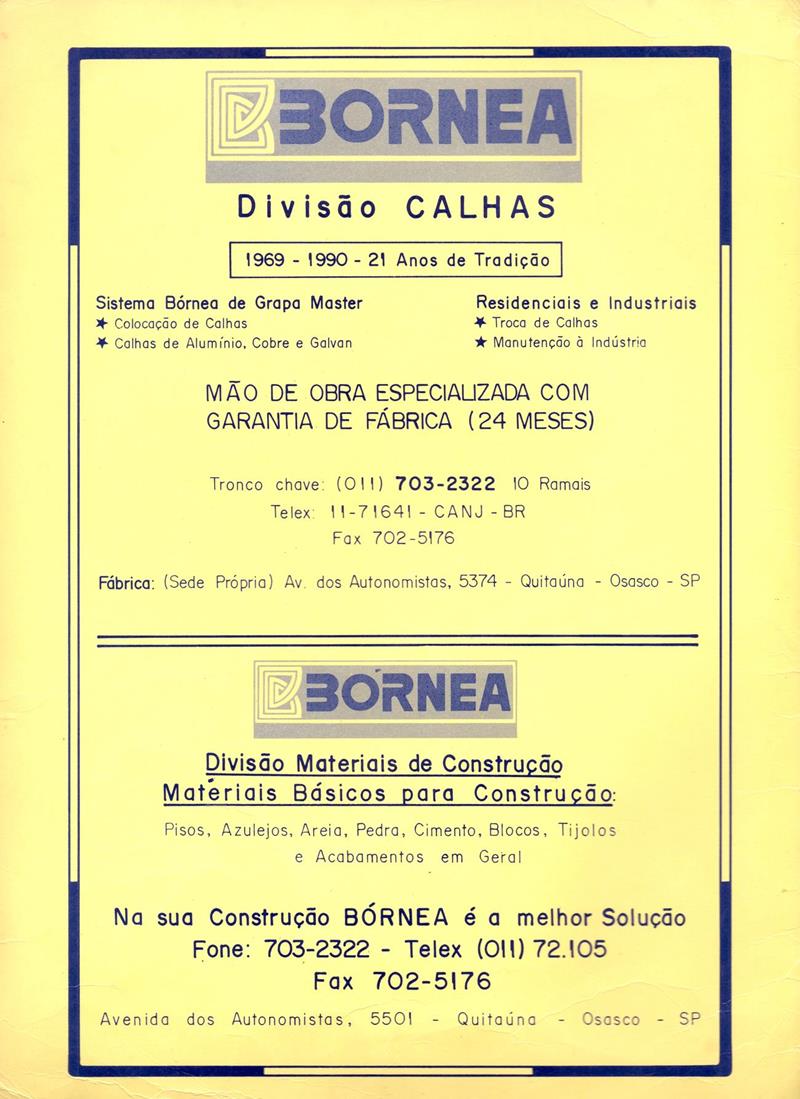 BÓRNEA
Divisão CALHAS
1969 - 1990 - 21 Anos de Tradição
Sistema Bórnea de Grapa Master
★ Colocação de Calhas
★ Calhas de Alumínio, Cobre e Galvan
Residenciais e Industriais
★ Troca de Calhas
★ Manutenção à Indústria
MÃO DE OBRA ESPECIALIZADA COM
GARANTIA DE FÁBRICA (24 MESES)
Tronco chave: (011) 703-2322 10 Ramais
Telex: 11-71641 - CANJ - BR
Fax 702-5176
Fábrica: (Sede Própria) Av. dos Autonomistas, 5374 - Quitaúna - Osasco - SP
BÓRNEA
Divisão Materiais de Construção
Materiais Básicos para Construção:
Pisos, Azulejos, Areia, Pedra, Cimento, Blocos, Tijolos
e Acabamentos em Geral
Na sua Construção BÓRNEA é a melhor Solução
Fone: 703-2322 - Telex (011) 72.105
Fax 702-5176
Avenida dos Autonomistas, 5501 - Quitaúna - Osasco - SP